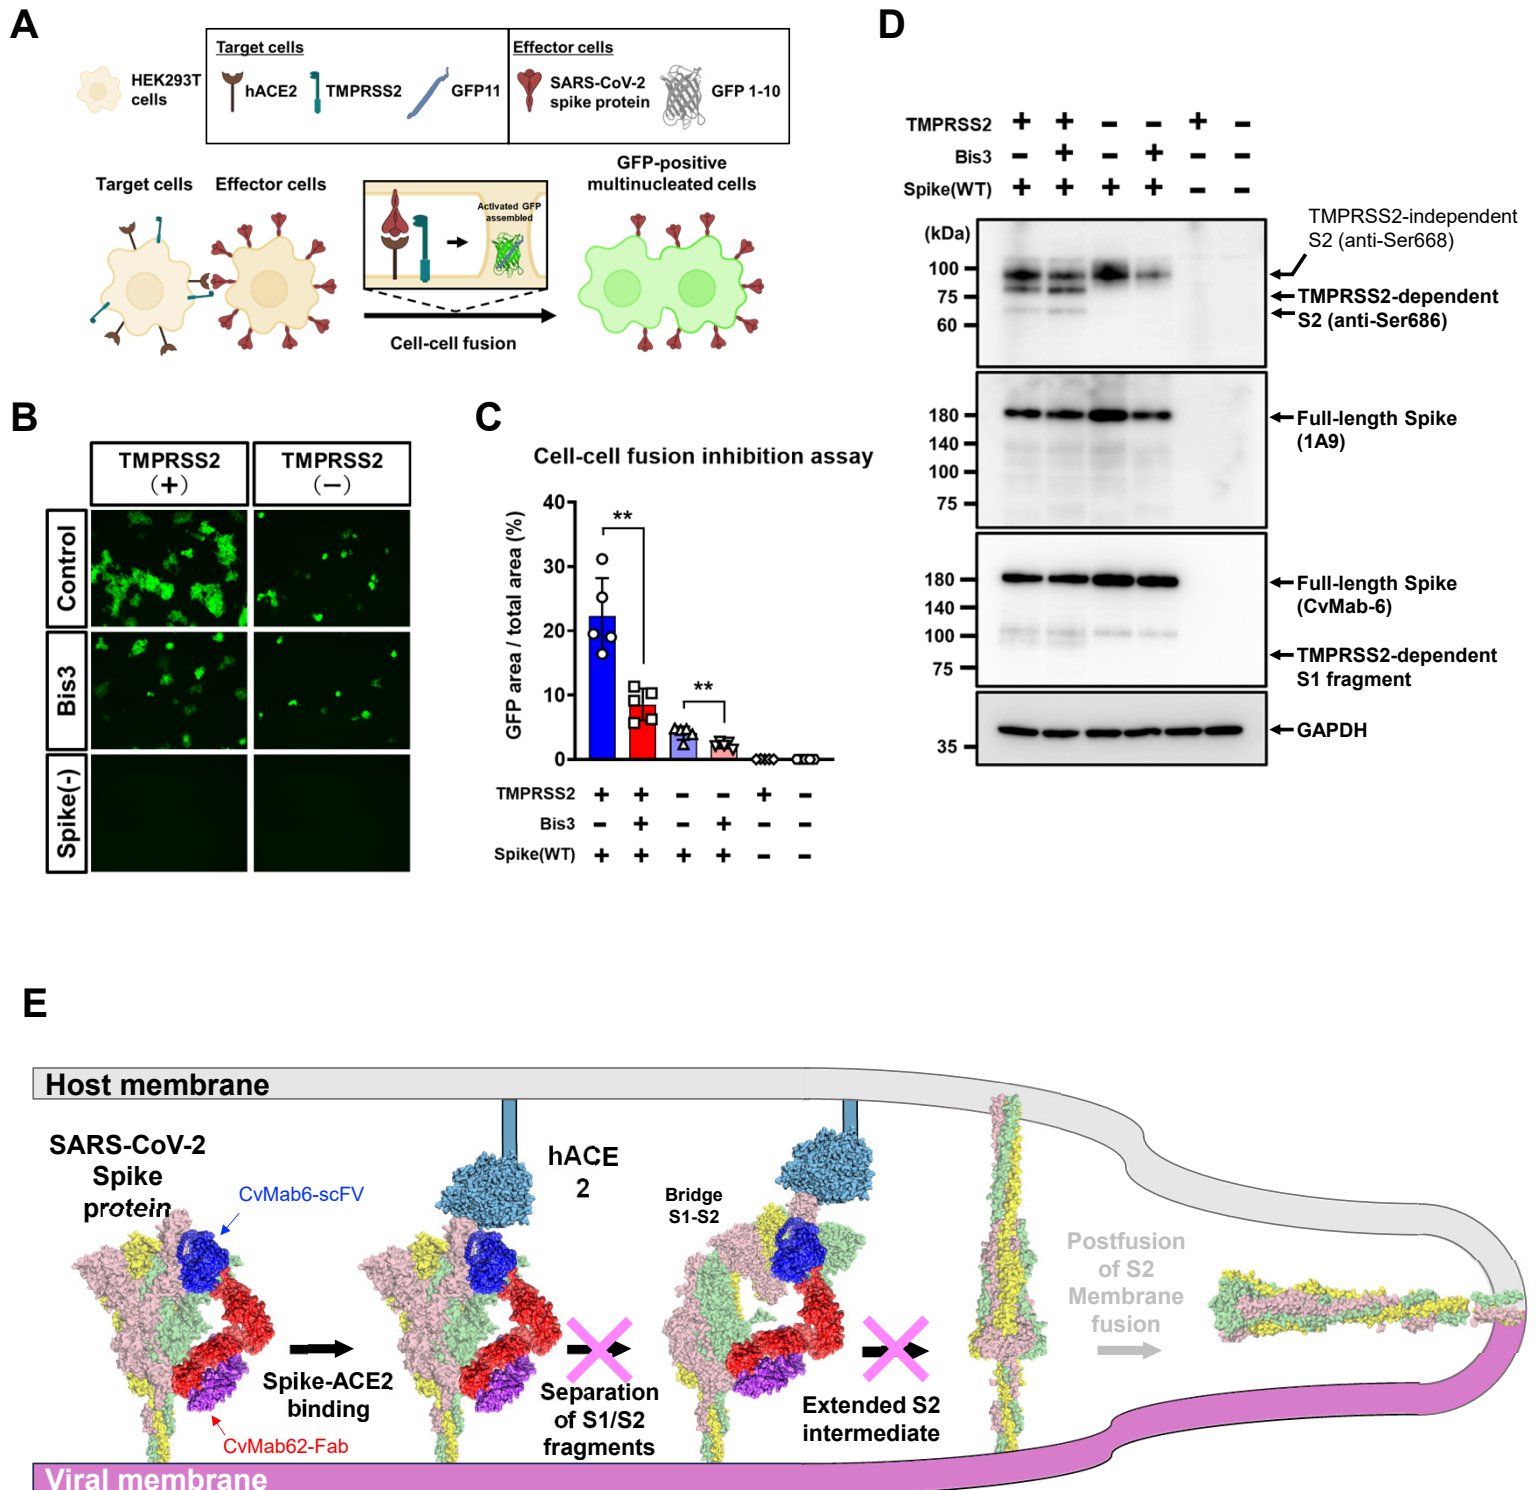 A
Target cells
Effector cells
HEK293T
cells
hACE2
TMPRSS2
GFP11
SARS-CoV-2
spike protein
GFP 1-10
Target cells
Effector cells
GFP-positive
multinucleated cells
Activated GFP
assembled
Cell-cell fusion
B
TMPRSS2
(+)
TMPRSS2
(−)
Control
Bis3
Spike(-)
C
Cell-cell fusion inhibition assay
GFP area / total area (%)
40
30
20
10
0
**
**
TMPRSS2 + + − − + −
Bis3 − + − + − −
Spike(WT) + + + + − −
D
TMPRSS2 + + − − + −
Bis3 − + − + − −
Spike(WT) + + + + − −
(kDa)
100
75
60
TMPRSS2-independent
S2 (anti-Ser668)
TMPRSS2-dependent
S2 (anti-Ser686)
180
140
100
75
Full-length Spike
(1A9)
180
140
100
75
Full-length Spike
(CvMab-6)
TMPRSS2-dependent
S1 fragment
35
GAPDH
E
Host membrane
SARS-CoV-2
Spike
protein
CvMab6-scFV
CvMab62-Fab
Spike-ACE2
binding
hACE
2
Separation
of S1/S2
fragments
Bridge
S1-S2
Extended S2
intermediate
Postfusion
of S2
Membrane
fusion
Viral membrane